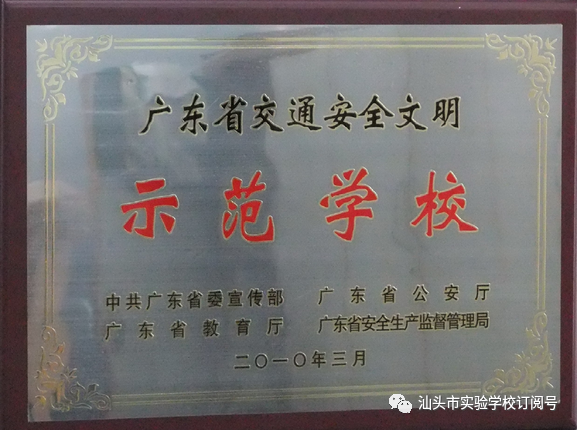 广东省交通安全文明
示范学校
中共广东省委宣传部 广东省公安厅
广东省教育厅 广东省安全生产监督管理局
二〇一〇年三月
汕头市实验学校订阅号